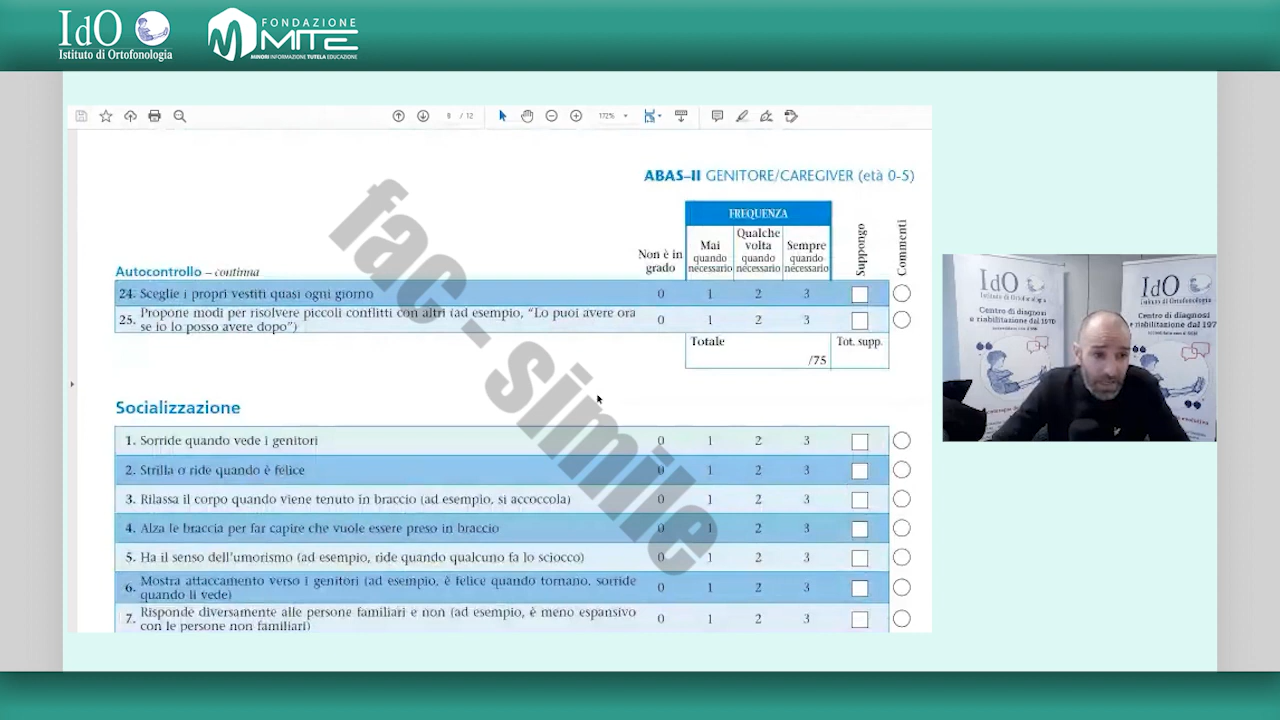 IdO
Istituto di Ortofonologia
FONDAZIONE
MITE
MINORI INFORMAZIONE TUTELA EDUCAZIONE
8 / 12
172%
ABAS–II GENITORE/CAREGIVER (età 0-5)
FREQUENZA
Non è in grado
Mai quando necessario
Qualche volta quando necessario
Sempre quando necessario
Suppongo
Commenti
Autocontrollo – continua
24. Sceglie i propri vestiti quasi ogni giorno 0 1 2 3
25. Propone modi per risolvere piccoli conflitti con altri (ad esempio, “Lo puoi avere ora
se io lo posso avere dopo”) 0 1 2 3
Totale
/75
Tot. supp.
fac-simile
Socializzazione
1. Sorride quando vede i genitori 0 1 2 3
2. Strilla o ride quando è felice 0 1 2 3
3. Rilassa il corpo quando viene tenuto in braccio (ad esempio, si accoccola) 0 1 2 3
4. Alza le braccia per far capire che vuole essere preso in braccio 0 1 2 3
5. Ha il senso dell’umorismo (ad esempio, ride quando qualcuno fa lo sciocco) 0 1 2 3
6. Mostra attaccamento verso i genitori (ad esempio, è felice quando tornano, sorride
quando li vede) 0 1 2 3
7. Risponde diversamente alle persone familiari e non (ad esempio, è meno espansivo
con le persone non familiari) 0 1 2 3
IdO
Istituto di Ortofonologia
Centro di diagnosi
e riabilitazione dal 1970
IdO
Istituto di Ortofonologia
Centro di diagnosi
riabilitazione dal 197